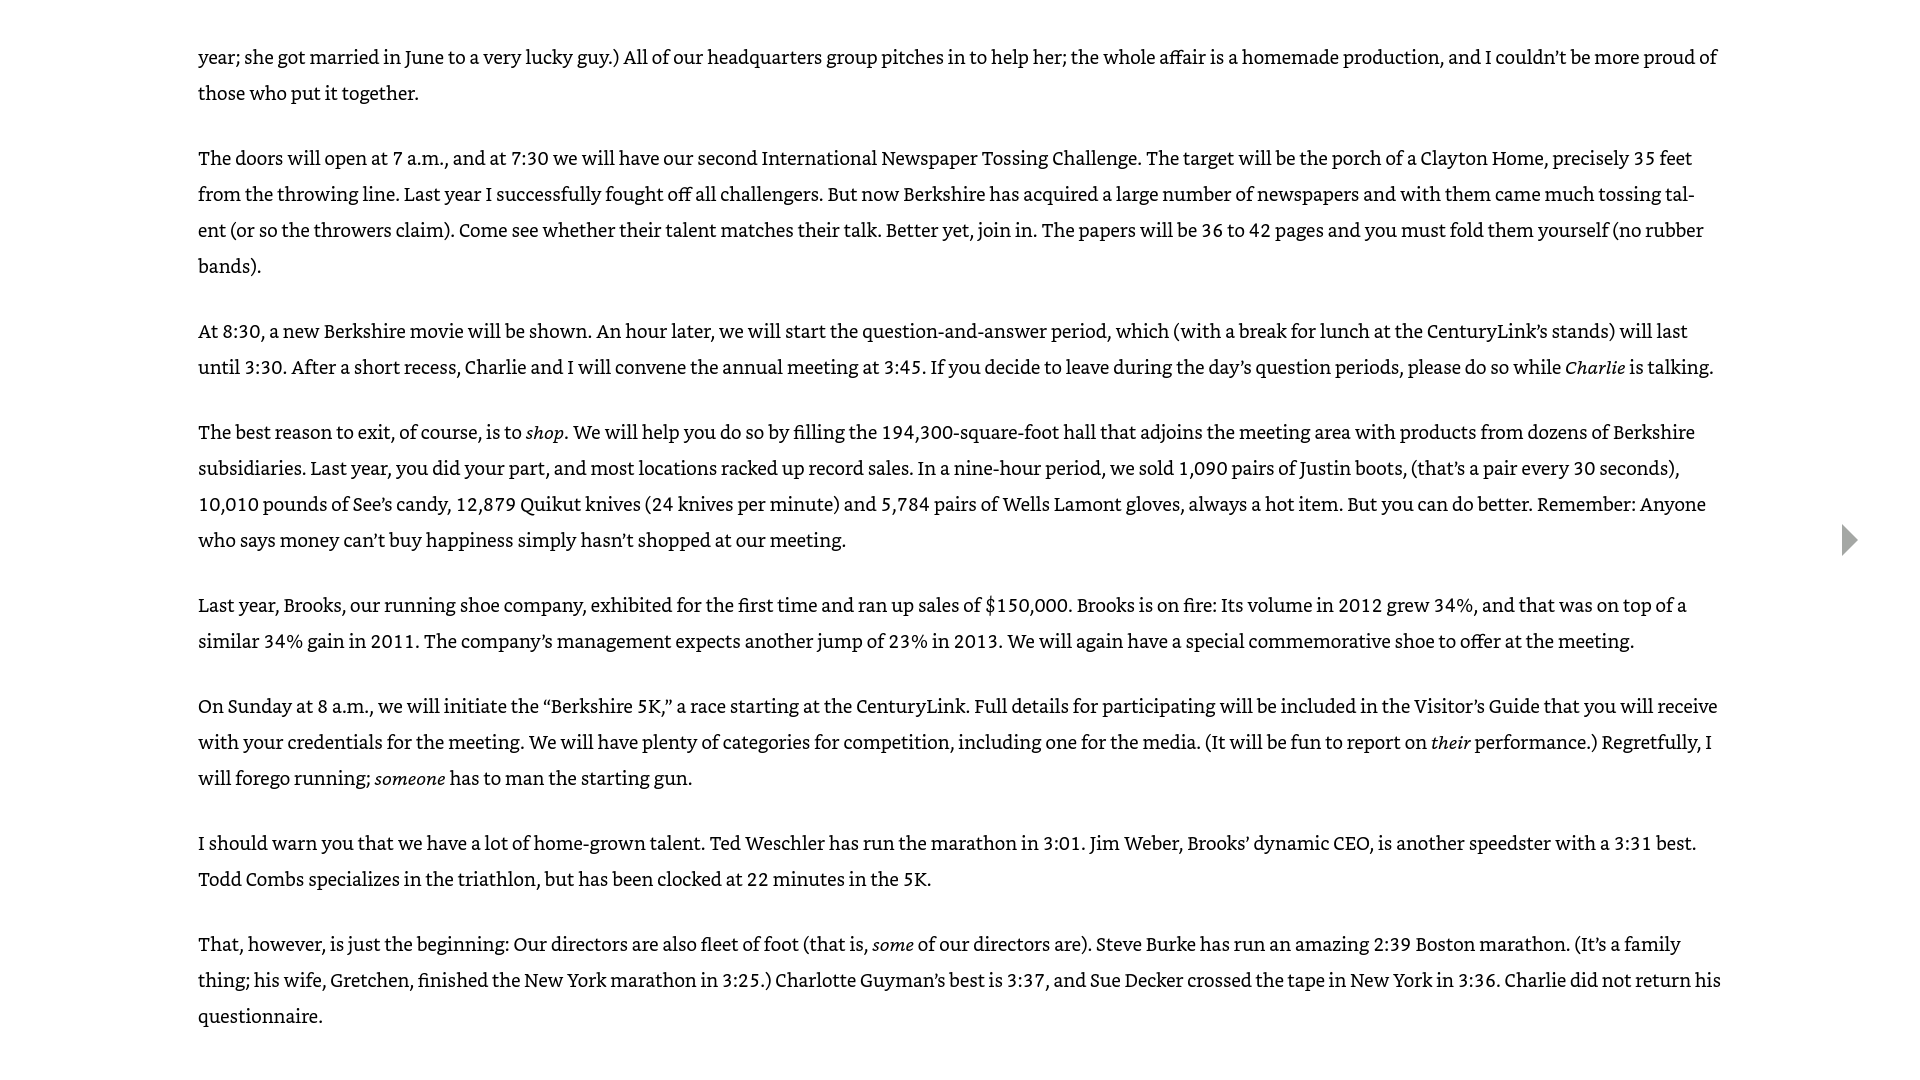 year; she got married in June to a very lucky guy.) All of our headquarters group pitches in to help her; the whole affair is a homemade production, and I couldn’t be more proud of
those who put it together.
The doors will open at 7 a.m., and at 7:30 we will have our second International Newspaper Tossing Challenge. The target will be the porch of a Clayton Home, precisely 35 feet
from the throwing line. Last year I successfully fought off all challengers. But now Berkshire has acquired a large number of newspapers and with them came much tossing tal-
ent (or so the throwers claim). Come see whether their talent matches their talk. Better yet, join in. The papers will be 36 to 42 pages and you must fold them yourself (no rubber
bands).
At 8:30, a new Berkshire movie will be shown. An hour later, we will start the question-and-answer period, which (with a break for lunch at the CenturyLink’s stands) will last
until 3:30. After a short recess, Charlie and I will convene the annual meeting at 3:45. If you decide to leave during the day’s question periods, please do so while Charlie is talking.
The best reason to exit, of course, is to shop. We will help you do so by filling the 194,300-square-foot hall that adjoins the meeting area with products from dozens of Berkshire
subsidiaries. Last year, you did your part, and most locations racked up record sales. In a nine-hour period, we sold 1,090 pairs of Justin boots, (that’s a pair every 30 seconds),
10,010 pounds of See’s candy, 12,879 Quikut knives (24 knives per minute) and 5,784 pairs of Wells Lamont gloves, always a hot item. But you can do better. Remember: Anyone
who says money can’t buy happiness simply hasn’t shopped at our meeting.
Last year, Brooks, our running shoe company, exhibited for the first time and ran up sales of $150,000. Brooks is on fire: Its volume in 2012 grew 34%, and that was on top of a
similar 34% gain in 2011. The company’s management expects another jump of 23% in 2013. We will again have a special commemorative shoe to offer at the meeting.
On Sunday at 8 a.m., we will initiate the “Berkshire 5K,” a race starting at the CenturyLink. Full details for participating will be included in the Visitor’s Guide that you will receive
with your credentials for the meeting. We will have plenty of categories for competition, including one for the media. (It will be fun to report on their performance.) Regretfully, I
will forego running; someone has to man the starting gun.
I should warn you that we have a lot of home-grown talent. Ted Weschler has run the marathon in 3:01. Jim Weber, Brooks’ dynamic CEO, is another speedster with a 3:31 best.
Todd Combs specializes in the triathlon, but has been clocked at 22 minutes in the 5K.
That, however, is just the beginning: Our directors are also fleet of foot (that is, some of our directors are). Steve Burke has run an amazing 2:39 Boston marathon. (It’s a family
thing; his wife, Gretchen, finished the New York marathon in 3:25.) Charlotte Guyman’s best is 3:37, and Sue Decker crossed the tape in New York in 3:36. Charlie did not return his
questionnaire.